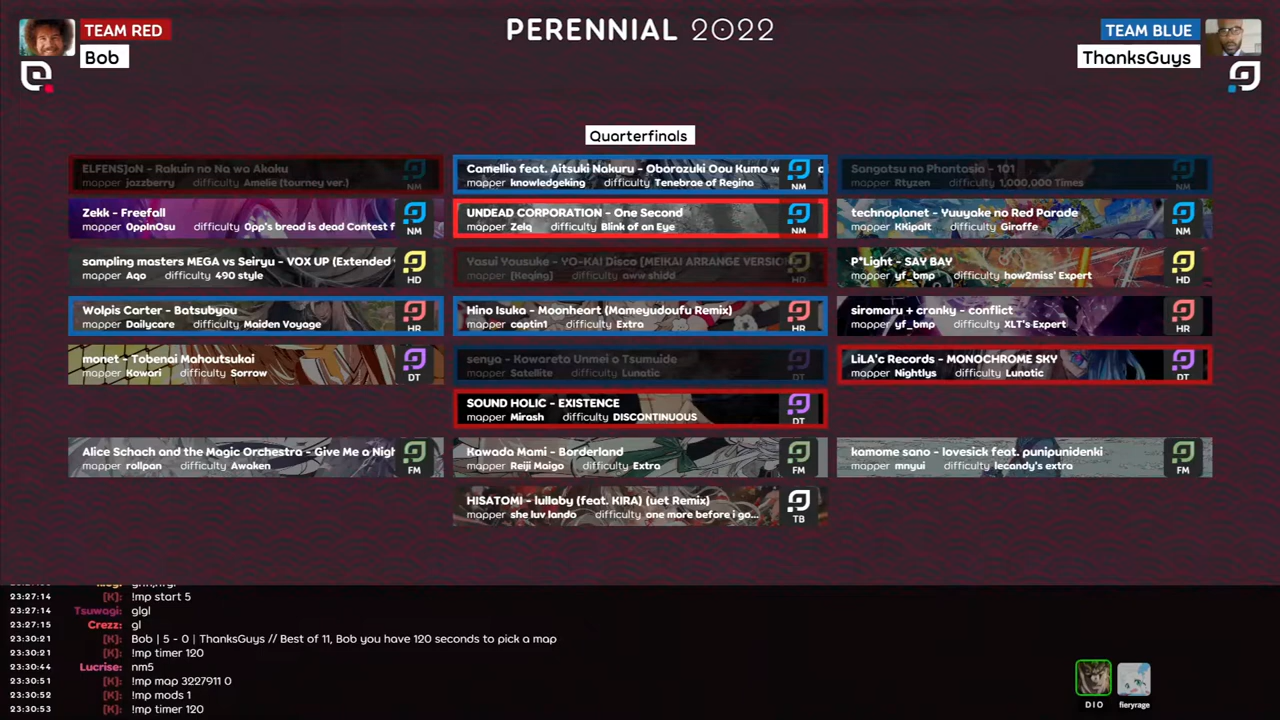 TEAM RED
Bob
PERENNIAL 2022
TEAM BLUE
ThanksGuys
Quarterfinals
ELFENSJoN - Rakuin no Na wo Akaku
mapper jazzberry difficulty Amelie (tourney ver.)
NM
Camellia feat. Aitsuki Nakuru - Oborozuki Oou Kumo w
mapper knowledgeking difficulty Tenebrae of Regina
NM
Sangatsu no Phantasia - 101
mapper Rtyzen difficulty 1,000,000 Times
NM
Zekk - Freefall
mapper OppInOsu difficulty Opp's bread is dead Contest f
NM
UNDEAD CORPORATION - One Second
mapper Zelq difficulty Blink of an Eye
NM
technoplanet - Yuuyake no Red Parade
mapper KKipalt difficulty Giraffe
NM
sampling masters MEGA vs Seiryu - VOX UP (Extended
mapper Aqo difficulty 490 style
HD
Yasui Yousuke - YO-KAI Disco (MEIKAI ARRANGE VERSIO
mapper [Keqing] difficulty aww shidd
HD
P*Light - SAY BAY
mapper yf_bmp difficulty how2miss' Expert
HD
Wolpis Carter - Batsubyou
mapper Dailycare difficulty Maiden Voyage
HR
Hino Isuka - Moonheart (Mameyudoufu Remix)
mapper captin1 difficulty Extra
HR
siromaru + cranky - conflict
mapper yf_bmp difficulty XLT's Expert
HR
monet - Tobenai Mahoutsukai
mapper Kowari difficulty Sorrow
DT
senya - Kowareta Unmei o Tsumuide
mapper Satellite difficulty Lunatic
DT
LiLA'c Records - MONOCHROME SKY
mapper Nightlys difficulty Lunatic
DT
SOUND HOLIC - EXISTENCE
mapper Mirash difficulty DISCONTINUOUS
DT
Alice Schach and the Magic Orchestra - Give Me a Nigh
mapper rollpan difficulty Awaken
FM
Kawada Mami - Borderland
mapper Reiji Maigo difficulty Extra
FM
kamome sano - lovesick feat. punipunidenki
mapper mnyui difficulty lecandy's extra
FM
HISATOMI - lullaby (feat. KIRA) (uet Remix)
mapper she luv lando difficulty one more before i go...
TB
23:27:14 [K]: !mp start 5
23:27:14 Tsuwagi: glgl
23:27:15 Crezz: gl
23:30:21 [K]: Bob | 5 - 0 | ThanksGuys // Best of 11, Bob you have 120 seconds to pick a map
23:30:21 [K]: !mp timer 120
23:30:44 Lucrise: nm5
23:30:51 [K]: !mp map 3227911 0
23:30:52 [K]: !mp mods 1
23:30:53 [K]: !mp timer 120
DIO
fieryrage